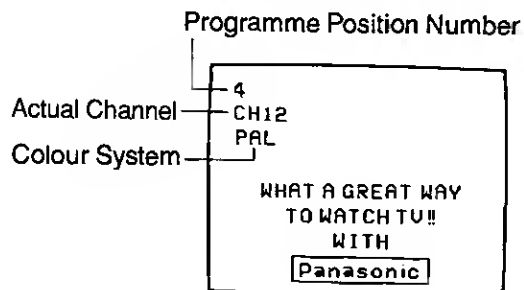 Programme Position Number
4
Actual Channel CH12
Colour System PAL
WHAT A GREAT WAY
TO WATCH TV!!
WITH
Panasonic